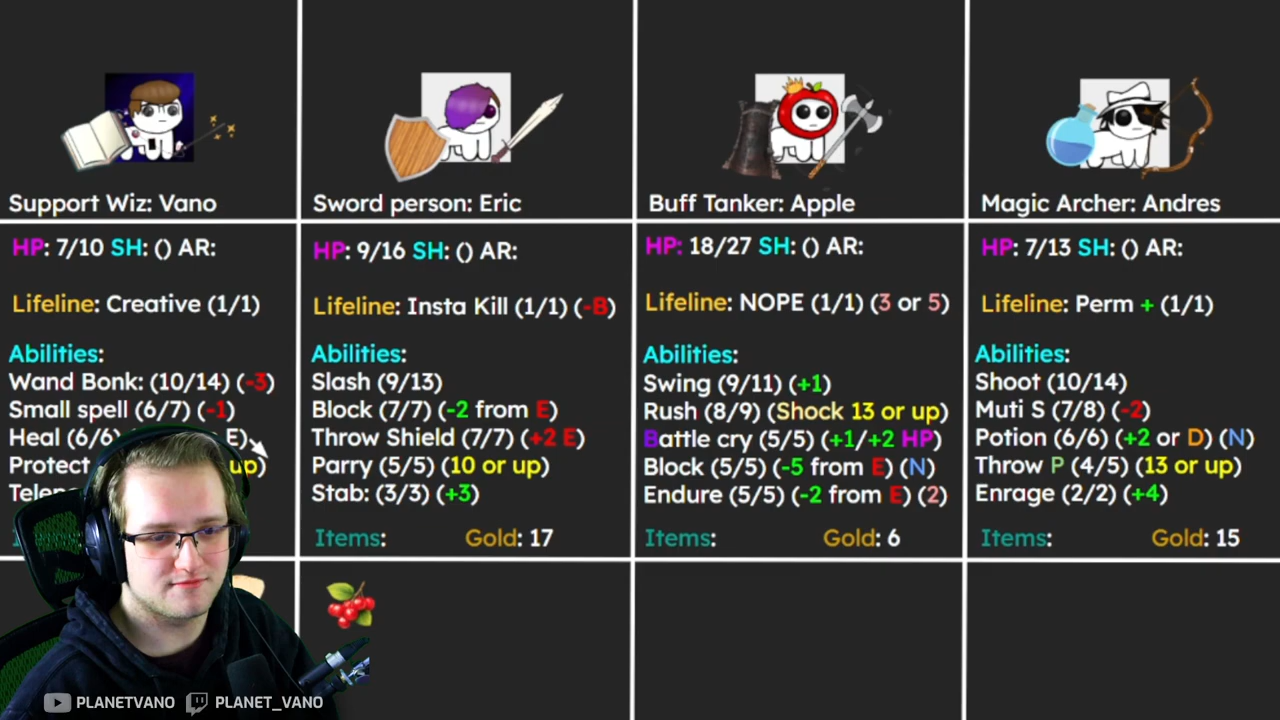 Support Wiz: Vano
HP: 7/10 SH: () AR:
Lifeline: Creative (1/1)
Abilities:
Wand Bonk: (10/14) (-3)
Small spell (6/7) (-1)
Heal (6/6) E)
Protect up)
Sword person: Eric
HP: 9/16 SH: () AR:
Lifeline: Insta Kill (1/1) (-B)
Abilities:
Slash (9/13)
Block (7/7) (-2 from E)
Throw Shield (7/7) (+2 E)
Parry (5/5) (10 or up)
Stab: (3/3) (+3)
Items: Gold: 17
Buff Tanker: Apple
HP: 18/27 SH: () AR:
Lifeline: NOPE (1/1) (3 or 5)
Abilities:
Swing (9/11) (+1)
Rush (8/9) (Shock 13 or up)
Battle cry (5/5) (+1/+2 HP)
Block (5/5) (-5 from E) (N)
Endure (5/5) (-2 from E) (2)
Items: Gold: 6
Magic Archer: Andres
HP: 7/13 SH: () AR:
Lifeline: Perm + (1/1)
Abilities:
Shoot (10/14)
Muti S (7/8) (-2)
Potion (6/6) (+2 or D) (N)
Throw P (4/5) (13 or up)
Enrage (2/2) (+4)
Items: Gold: 15
PLANETVANO PLANET_VANO